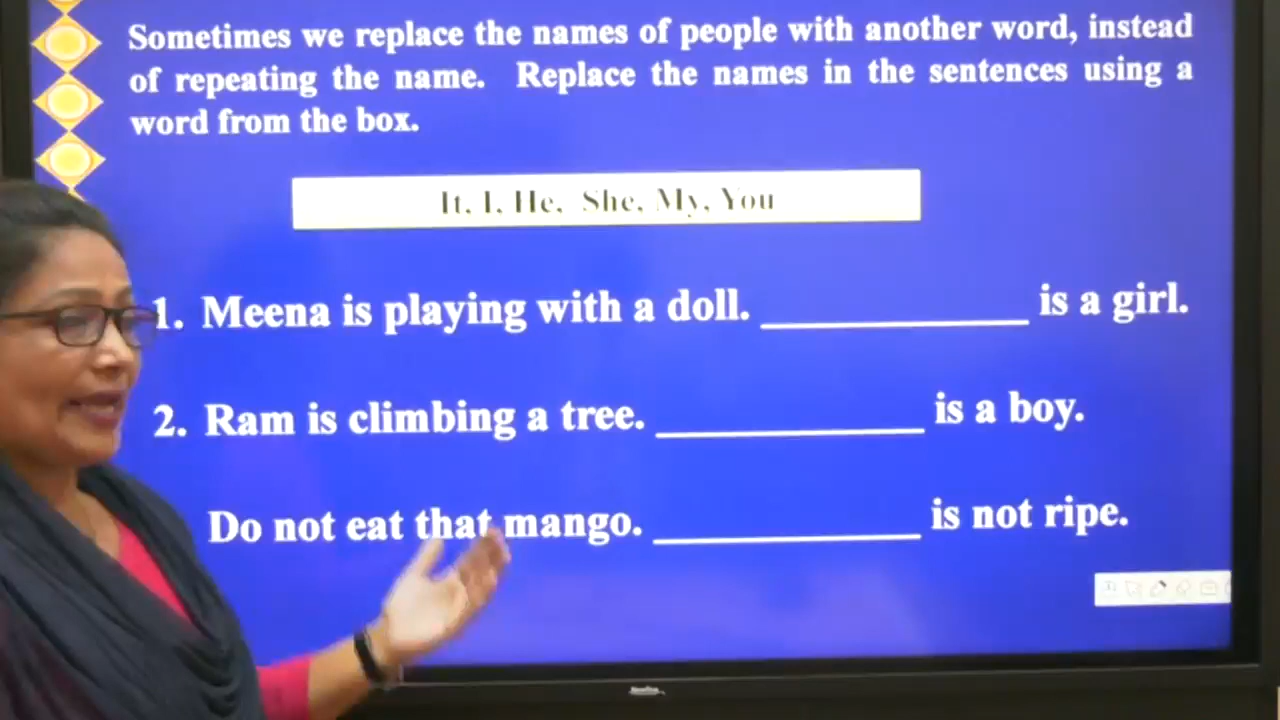 Sometimes we replace the names of people with another word, instead
of repeating the name. Replace the names in the sentences using a
word from the box.
It, I, He, She, My, You
1. Meena is playing with a doll. ____________ is a girl.
2. Ram is climbing a tree. ____________ is a boy.
Do not eat that mango. ____________ is not ripe.